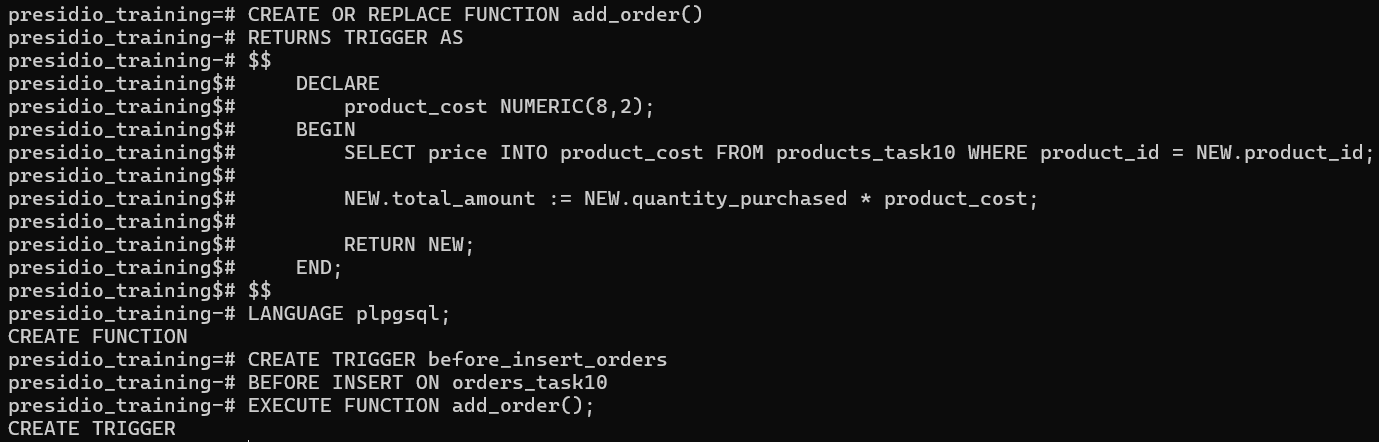 presidio_training=# CREATE OR REPLACE FUNCTION add_order()
presidio_training-# RETURNS TRIGGER AS
presidio_training-# $$
presidio_training$#     DECLARE
presidio_training$#         product_cost NUMERIC(8,2);
presidio_training$#     BEGIN
presidio_training$#         SELECT price INTO product_cost FROM products_task10 WHERE product_id = NEW.product_id;
presidio_training$#
presidio_training$#         NEW.total_amount := NEW.quantity_purchased * product_cost;
presidio_training$#
presidio_training$#         RETURN NEW;
presidio_training$#     END;
presidio_training$# $$
presidio_training-# LANGUAGE plpgsql;
CREATE FUNCTION
presidio_training=# CREATE TRIGGER before_insert_orders
presidio_training-# BEFORE INSERT ON orders_task10
presidio_training-# EXECUTE FUNCTION add_order();
CREATE TRIGGER